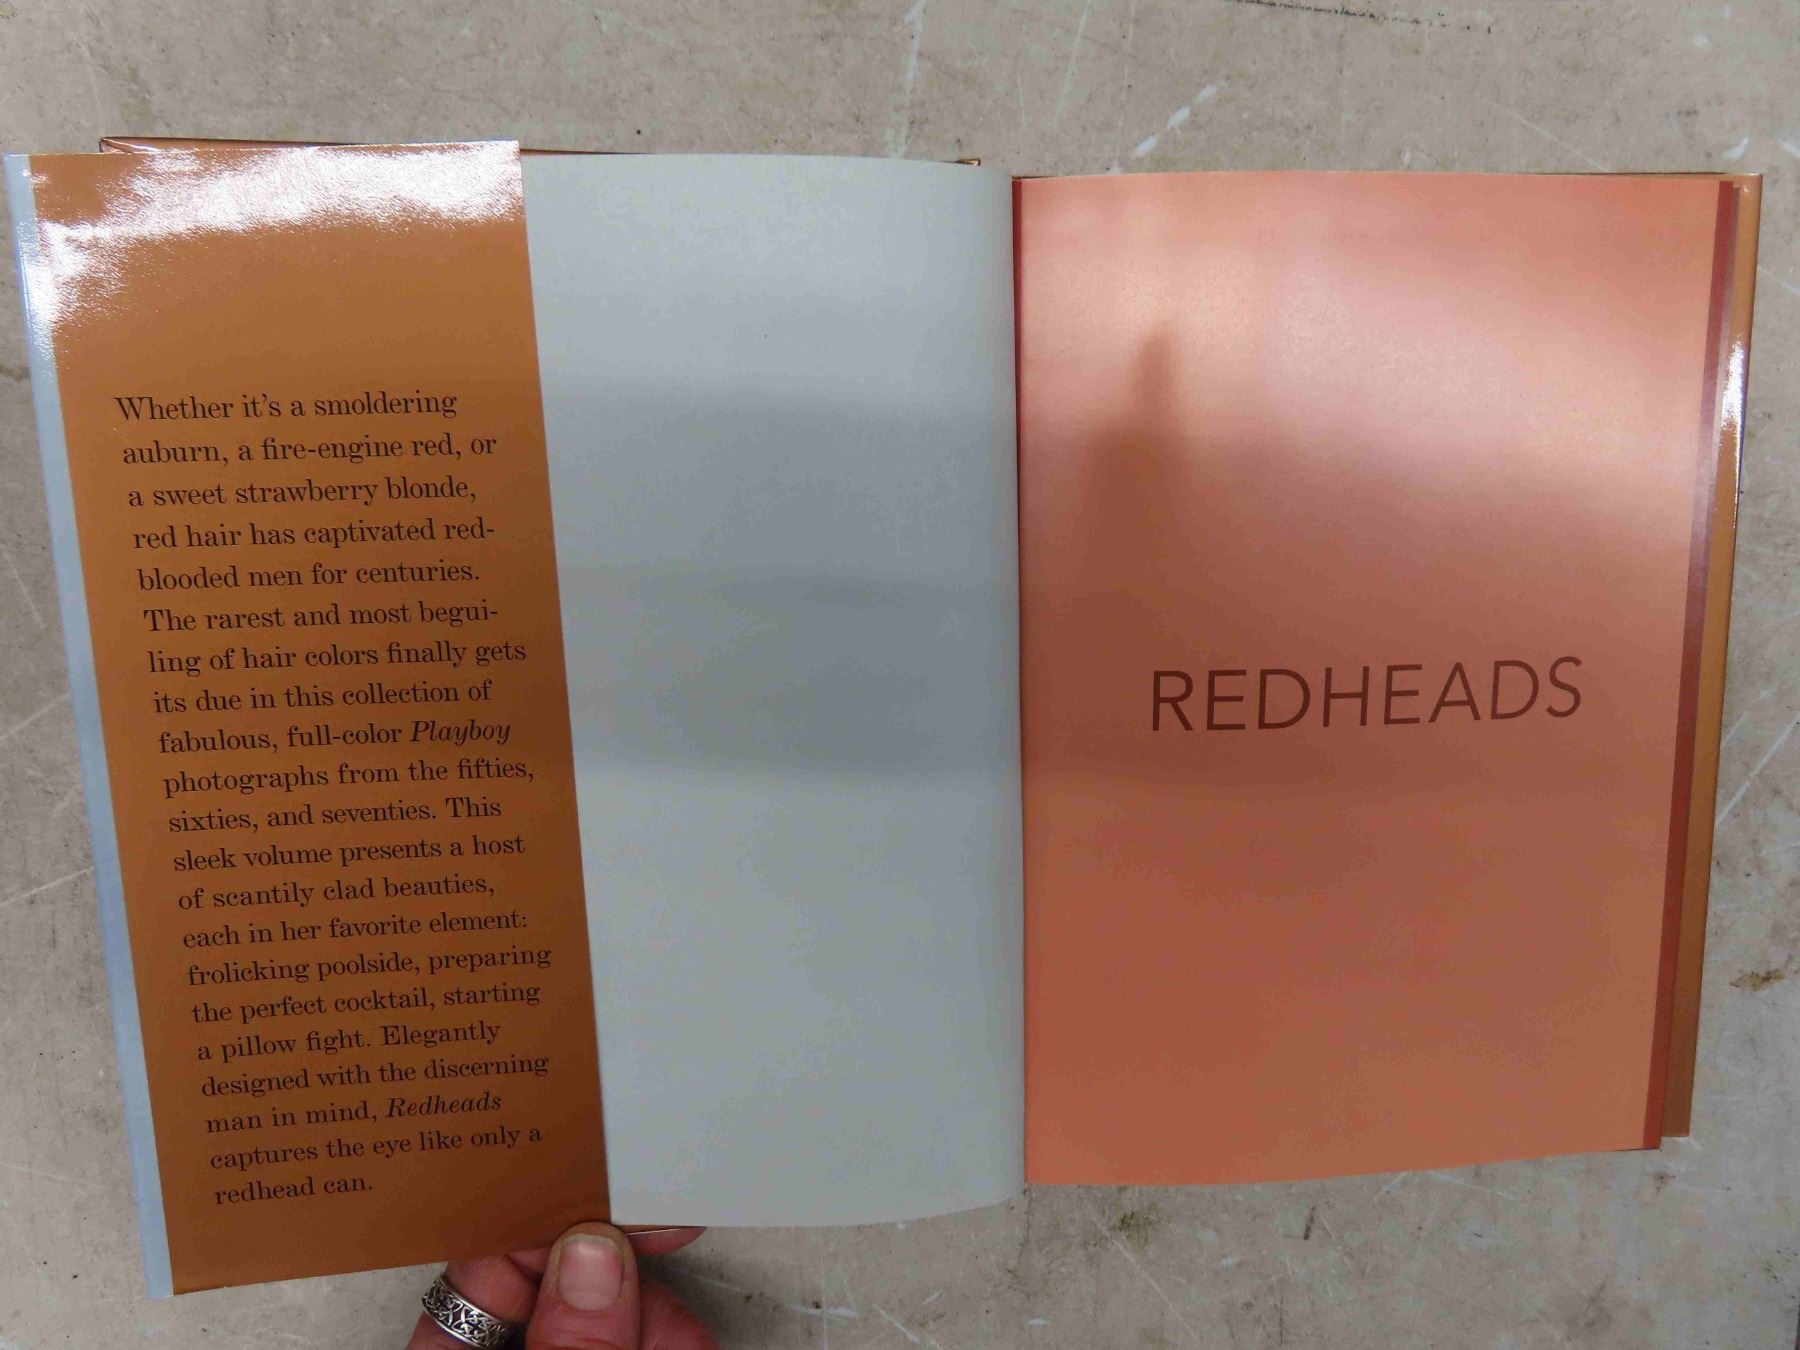 Whether it's a smoldering
auburn, a fire-engine red, or
a sweet strawberry blonde,
red hair has captivated red-
blooded men for centuries.
The rarest and most begui-
ling of hair colors finally gets
its due in this collection of
fabulous, full-color Playboy
photographs from the fifties,
sixties, and seventies. This
sleek volume presents a host
of scantily clad beauties,
each in her favorite element:
frolicking poolside, preparing
the perfect cocktail, starting
a pillow fight. Elegantly
designed with the discerning
man in mind, Redheads
captures the eye like only a
redhead can.
REDHEADS